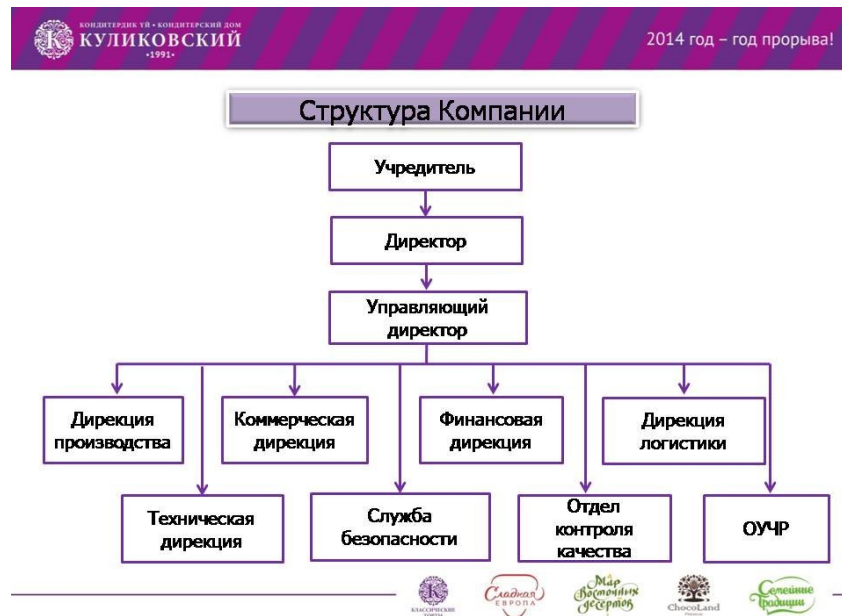 КОНДИТЕРДИК ҮЙ • КОНДИТЕРСКИЙ ДОМ
КУЛИКОВСКИЙ
•1991•
2014 год – год прорыва!
Структура Компании
Учредитель
Директор
Управляющий
директор
Дирекция
производства
Коммерческая
дирекция
Финансовая
дирекция
Дирекция
логистики
Техническая
дирекция
Служба
безопасности
Отдел
контроля
качества
ОУЧР
КЛАССИЧЕСКИЕ
ТОРТЫ
Сладкая
ЕВРОПА
Мир
Восточных
десертов
ChocoLand
Семейные
Традиции